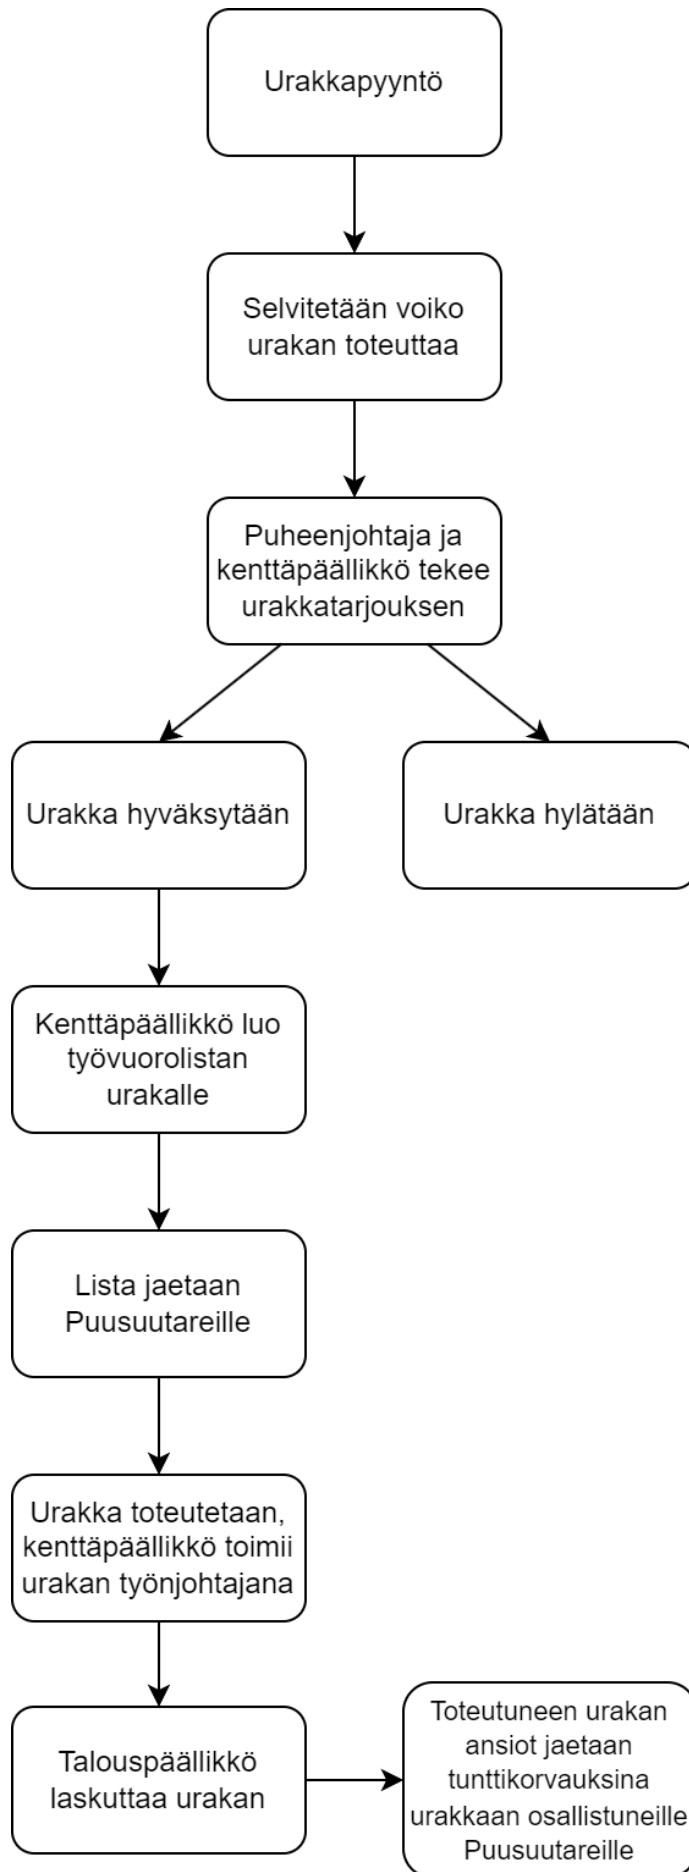 Urakkapyyntö
Selvitetään voiko
urakan toteuttaa
Puheenjohtaja ja
kenttäpäällikkö tekee
urakkatarjouksen
Urakka hyväksytään
Urakka hylätään
Kenttäpäällikkö luo
työvuorolistan
urakalle
Lista jaetaan
Puusuutareille
Urakka toteutetaan,
kenttäpäällikkö toimii
urakan työnjohtajana
Talouspäällikkö
laskuttaa urakan
Toteutuneen urakan
ansiot jaetaan
tunttikorvauksina
urakkaan osallistuneille
Puusuutareille